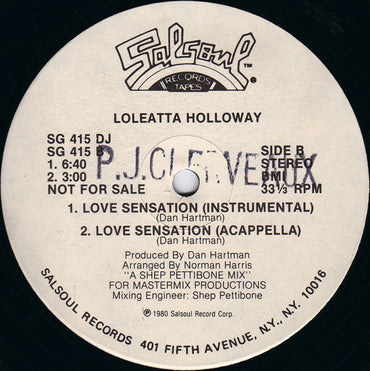 Salsoul TM
RECORDS
TAPES ®
LOLEATTA HOLLOWAY
SG 415 DJ
SG 415 B
1. 6:40
2. 3:00
NOT FOR SALE
SIDE B
STEREO
BMI
33⅓ RPM
1. LOVE SENSATION (INSTRUMENTAL)
(Dan Hartman)
2. LOVE SENSATION (ACAPPELLA)
(Dan Hartman)
Produced By Dan Hartman
Arranged By Norman Harris
"A SHEP PETTIBONE MIX"
FOR MASTERMIX PRODUCTIONS
Mixing Engineer: Shep Pettibone
℗ 1980 Salsoul Record Corp.
SALSOUL RECORDS 401 FIFTH AVENUE, N.Y., N.Y. 10016